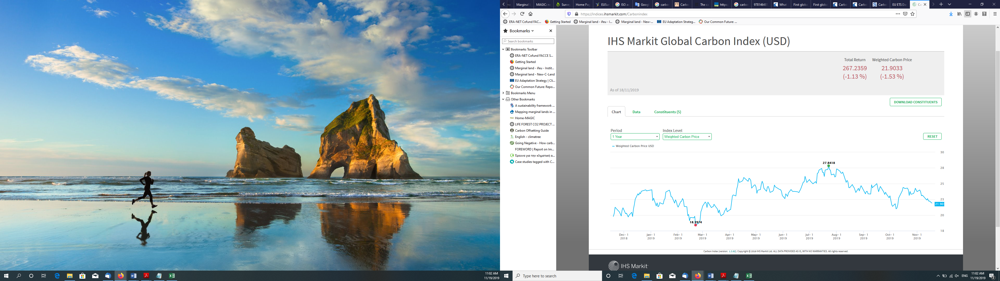 Marginal l
MAGIC: ne
Survey
Home Pag
EUSur
ISO ac
Googl
carbo
Carbo
The ca
https:
carbo
978146481
What
First globa
First globa
Carbo
Carbo
Carbo
EU ETS Da
https://indices.ihsmarkit.com/Carbonindex
ERA-NET Cofund FAC...
Getting Started
Marginal land - ifeu - I...
Marginal land - New-...
EU Adaptation Strateg...
Our Common Future: ...
Bookmarks
Search bookmarks
Bookmarks Toolbar
ERA-NET Cofund FACCE S...
Getting Started
Marginal land - ifeu - Instit...
Marginal land - New-C-Land
EU Adaptation Strategy | Cli...
Our Common Future: Repo...
Bookmarks Menu
Other Bookmarks
A sustainability framework ...
Mapping marginal lands in ...
Home-MAGIC
LIFE FOREST CO2 PROJECT ...
Carbon Offsetting Guide
English - climatree
Going Negative - How carb...
FOREWORD | Report on Im...
Έρευνα για την κλιματική α...
Case studies tagged with C...
IHS Markit Global Carbon Index (USD)
Total Return Weighted Carbon Price
267.2359 21.9033
(-1.13 %) (-1.53 %)
As of 18/11/2019
DOWNLOAD CONSTITUENTS
Chart Data Constituents (5)
Period Index Level
1 Year Weighted Carbon Price RESET
Weighted Carbon Price USD
30
27.8418
28
25
23
21.903
20
18.3974
18
Dec- 1 Jan- 1 Feb- 1 Mar- 1 Apr- 1 May- 1 Jun- 1 Jul- 1 Aug- 1 Sep- 1 Oct- 1 Nov- 1
2018 2019 2019 2019 2019 2019 2019 2019 2019 2019 2019 2019
Carbon Index (version: 1.3.02). Copyright © 2019 IHS Markit Ltd. ALL DATA PROVIDED AS IS, WITH NO WARRANTIES. All rights reserved.
IHS Markit
11:02 AM
11/19/2019
Type here to search
ENG
11:02 AM
11/19/2019
2